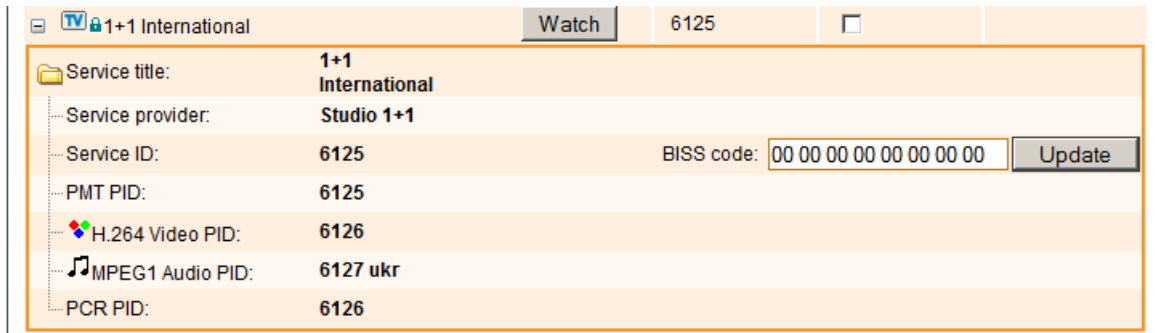 TV 1+1 International Watch 6125
Service title: 1+1
International
Service provider: Studio 1+1
Service ID: 6125 BISS code: 00 00 00 00 00 00 00 00 Update
PMT PID: 6125
H.264 Video PID: 6126
MPEG1 Audio PID: 6127 ukr
PCR PID: 6126